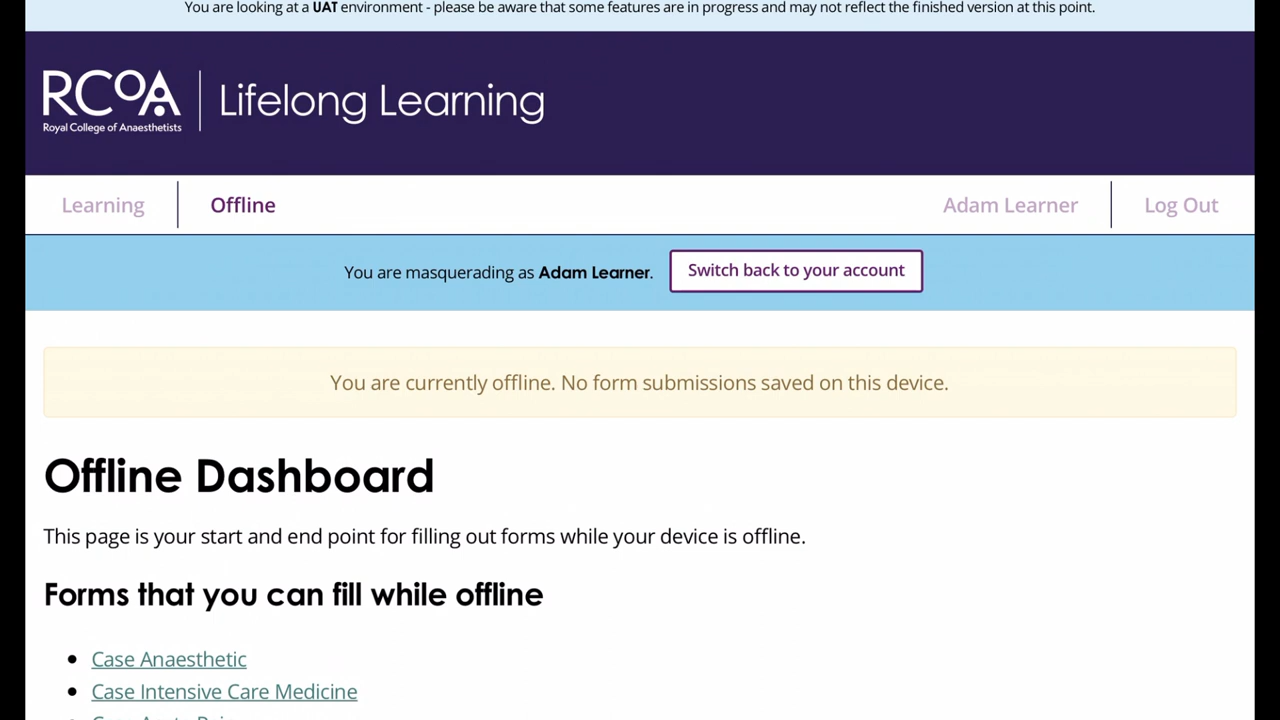 You are looking at a UAT environment - please be aware that some features are in progress and may not reflect the finished version at this point.
RCOA
Royal College of Anaesthetists
Lifelong Learning
Learning
Offline
Adam Learner
Log Out
You are masquerading as Adam Learner.
Switch back to your account
You are currently offline. No form submissions saved on this device.
Offline Dashboard
This page is your start and end point for filling out forms while your device is offline.
Forms that you can fill while offline
Case Anaesthetic
Case Intensive Care Medicine